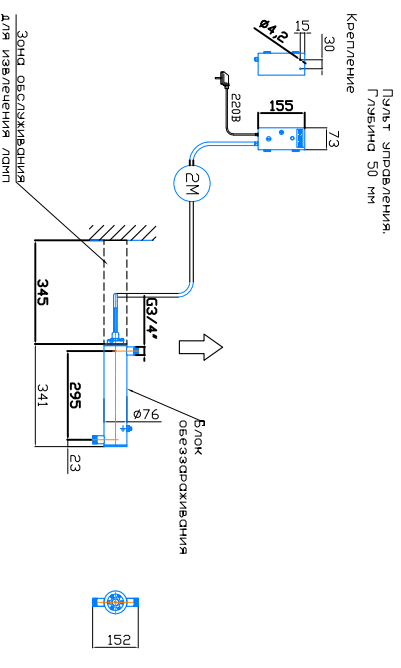 Пульт управления.
Глубина 50 мм
Крепление
ø4,2
15
30
155
73
220В
2М
Зона обслуживания
для извлечения ламп
345
G3/4"
341
295
23
ø76
Блок
обеззараживания
152